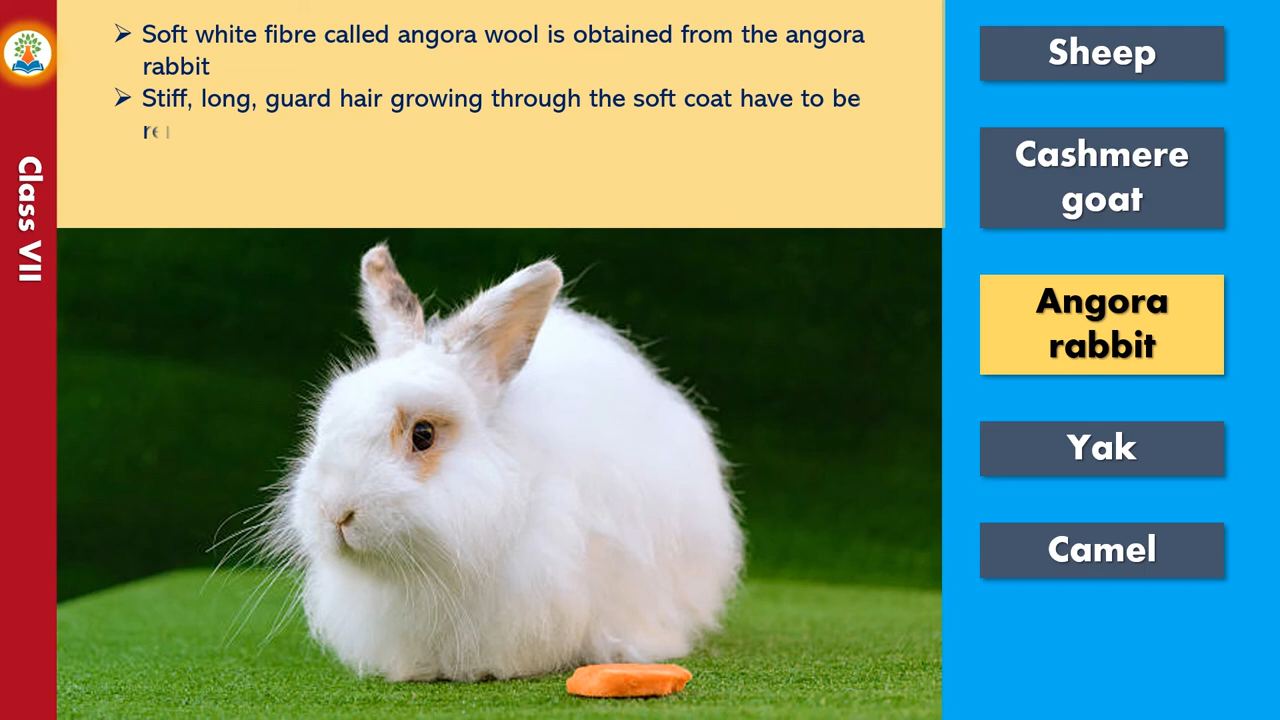 Soft white fibre called angora wool is obtained from the angora
rabbit
Stiff, long, guard hair growing through the soft coat have to be
Class VII
Sheep
Cashmere
goat
Angora
rabbit
Yak
Camel